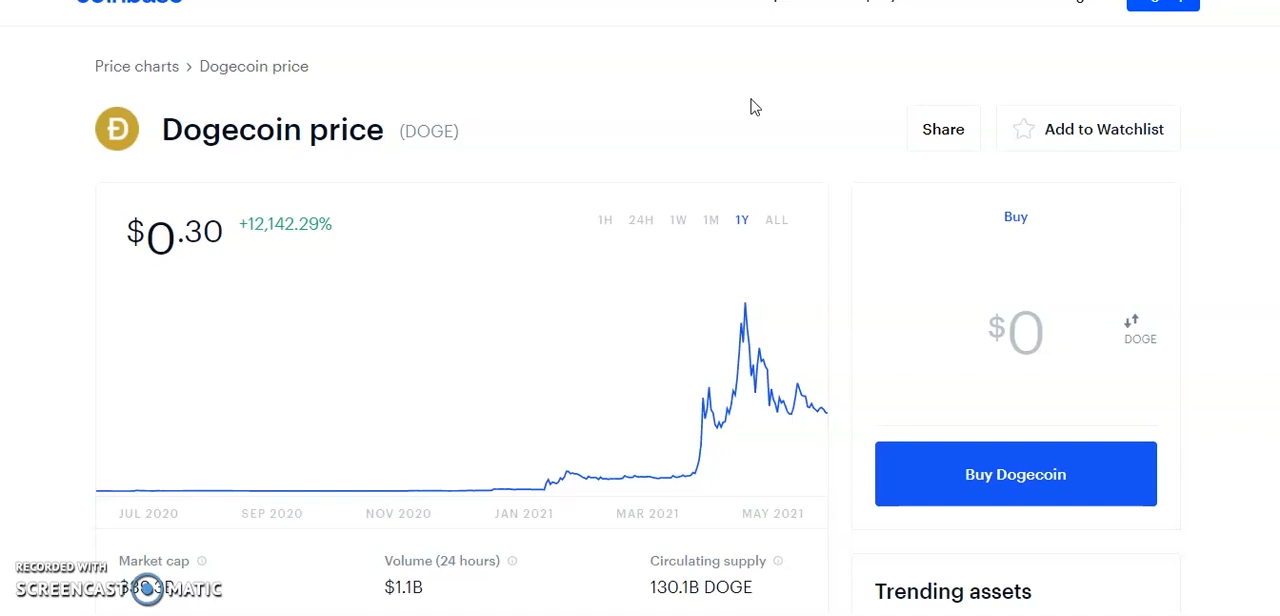 Price charts > Dogecoin price
Dogecoin price (DOGE)
Share
Add to Watchlist
$0.30 +12,142.29%
1H 24H 1W 1M 1Y ALL
Buy
$0
DOGE
Buy Dogecoin
JUL 2020 SEP 2020 NOV 2020 JAN 2021 MAR 2021 MAY 2021
Market cap
Volume (24 hours)
Circulating supply
$1.1B
130.1B DOGE
Trending assets
RECORDED WITH
SCREENCAST MATIC